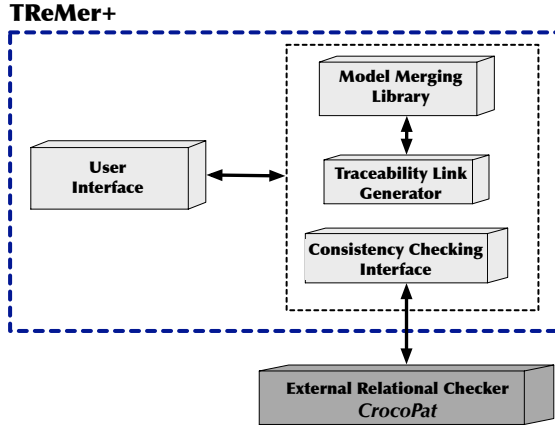 TReMer+
Model Merging
Library
User
Interface
Traceability Link
Generator
Consistency Checking
Interface
External Relational Checker
CrocoPat